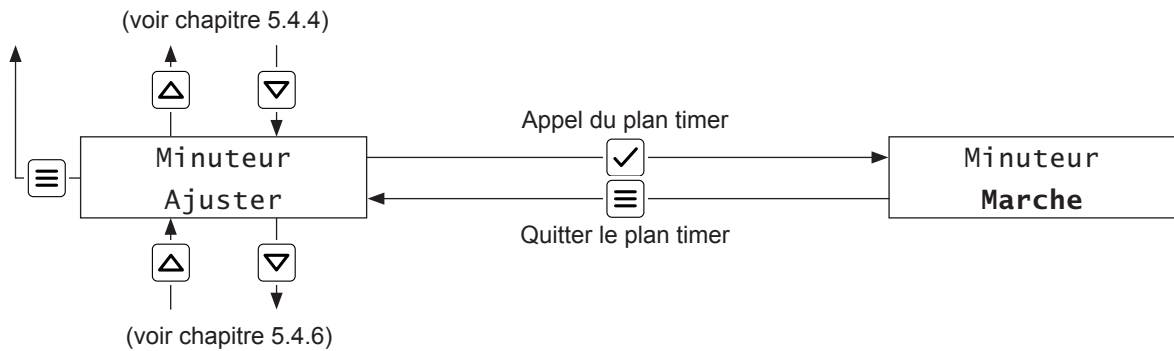 (voir chapitre 5.4.4)
Appel du plan timer
Minuteur
Ajuster
Minuteur
Marche
Quitter le plan timer
(voir chapitre 5.4.6)